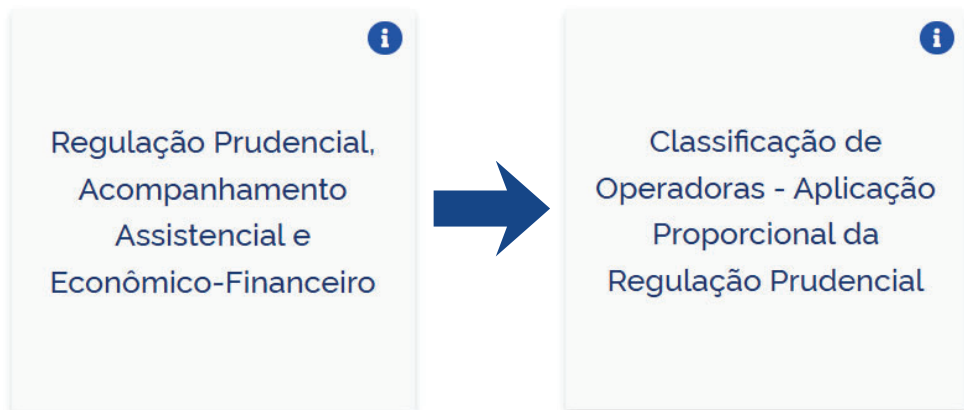 Regulação Prudencial,
Acompanhamento
Assistencial e
Econômico-Financeiro
Classificação de
Operadoras - Aplicação
Proporcional da
Regulação Prudencial